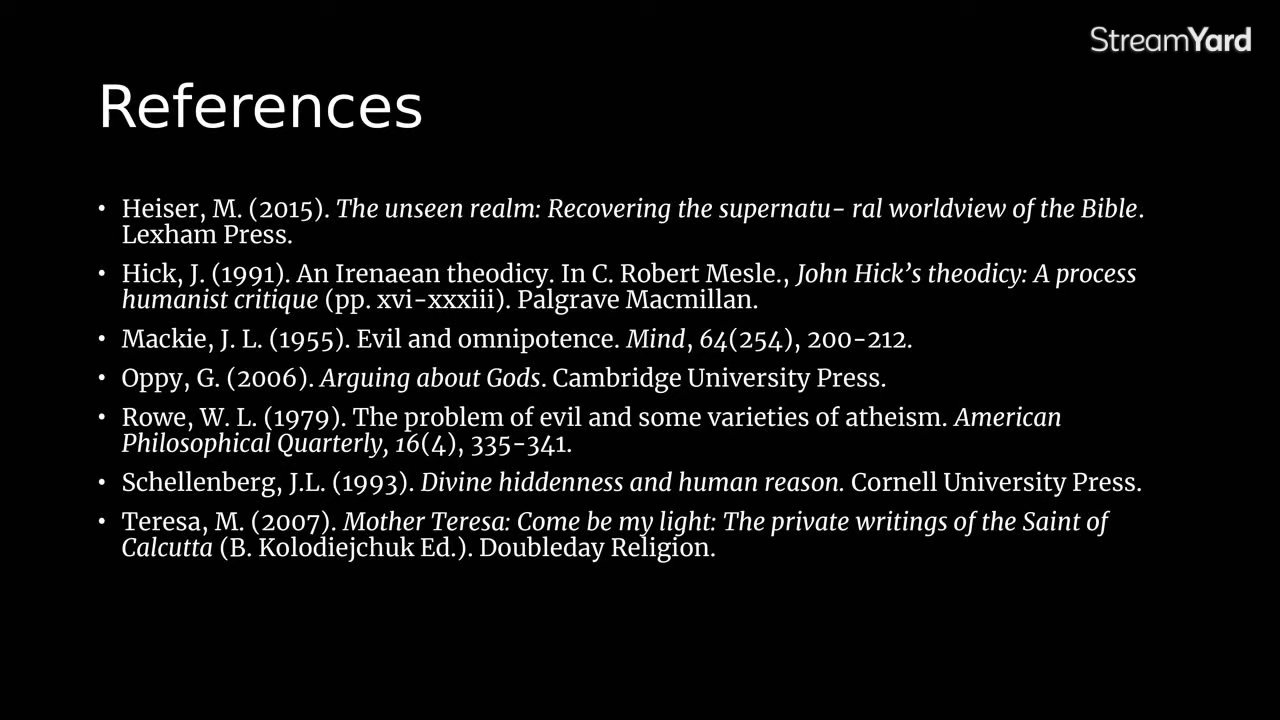 StreamYard
References
• Heiser, M. (2015). The unseen realm: Recovering the supernatu- ral worldview of the Bible.
Lexham Press.
• Hick, J. (1991). An Irenaean theodicy. In C. Robert Mesle., John Hick’s theodicy: A process
humanist critique (pp. xvi-xxxiii). Palgrave Macmillan.
• Mackie, J. L. (1955). Evil and omnipotence. Mind, 64(254), 200-212.
• Oppy, G. (2006). Arguing about Gods. Cambridge University Press.
• Rowe, W. L. (1979). The problem of evil and some varieties of atheism. American
Philosophical Quarterly, 16(4), 335-341.
• Schellenberg, J.L. (1993). Divine hiddenness and human reason. Cornell University Press.
• Teresa, M. (2007). Mother Teresa: Come be my light: The private writings of the Saint of
Calcutta (B. Kolodiejchuk Ed.). Doubleday Religion.